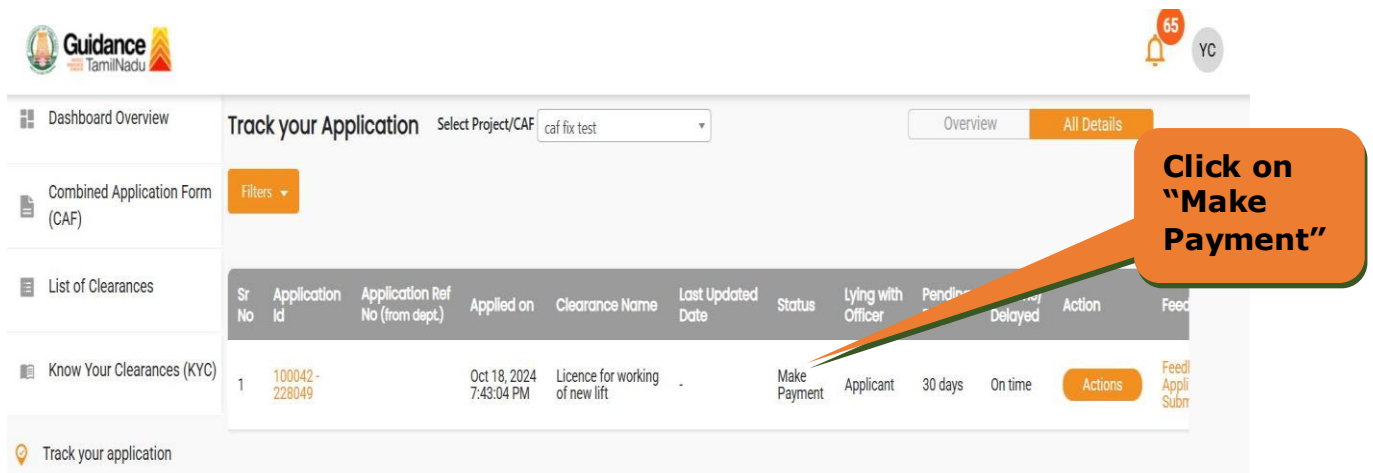 Guidance
TamilNadu
65
YC
Dashboard Overview
Track your Application
Select Project/CAF
caf fix test
Overview
All Details
Click on
“Make
Payment”
Combined Application Form
(CAF)
Filters
List of Clearances
Sr
No
Application
Id
Application Ref
No (from dept.)
Applied on
Clearance Name
Last Updated
Date
Status
Lying with
Officer
Delayed
Action
Know Your Clearances (KYC)
1
100042 -
228049
Oct 18, 2024
7:43:04 PM
Licence for working
of new lift
-
Make
Payment
Applicant
30 days
On time
Actions
Track your application